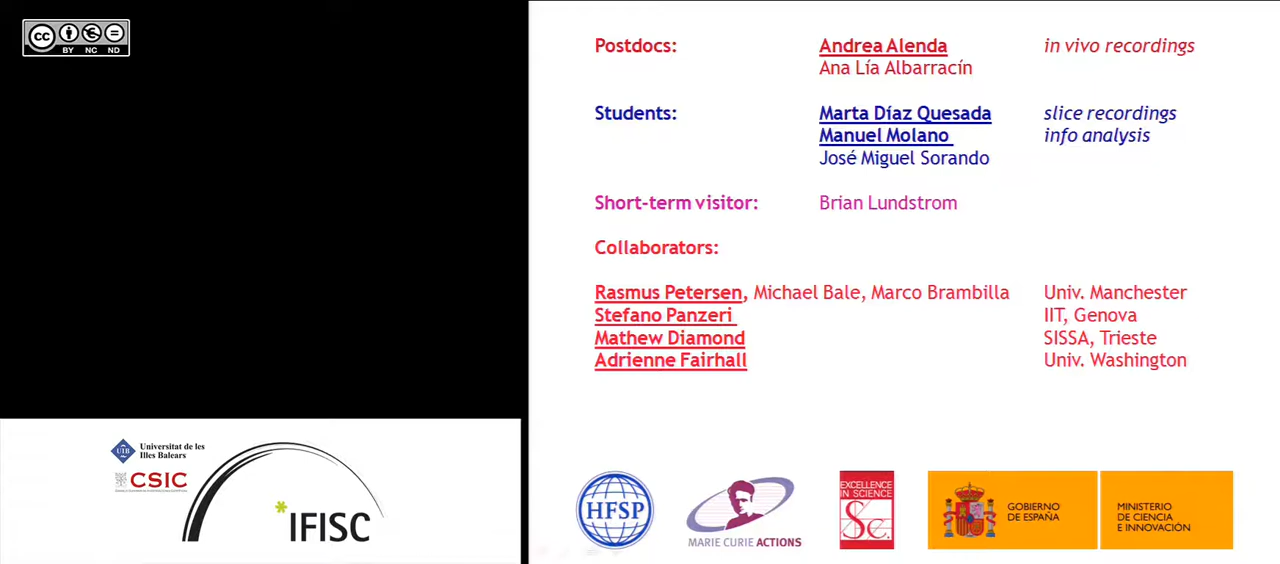 cc
BY NC ND
Postdocs: Andrea Alenda in vivo recordings
Ana Lía Albarracín
Students: Marta Díaz Quesada slice recordings
Manuel Molano info analysis
José Miguel Sorando
Short-term visitor: Brian Lundstrom
Collaborators:
Rasmus Petersen, Michael Bale, Marco Brambilla Univ. Manchester
Stefano Panzeri IIT, Genova
Mathew Diamond SISSA, Trieste
Adrienne Fairhall Univ. Washington
UIB
Universitat de les
Illes Balears
CSIC
*IFISC
HFSP
MARIE CURIE ACTIONS
EXCELLENCE
IN SCIENCE
Sc.
GOBIERNO
DE ESPAÑA
MINISTERIO
DE CIENCIA
E INNOVACIÓN